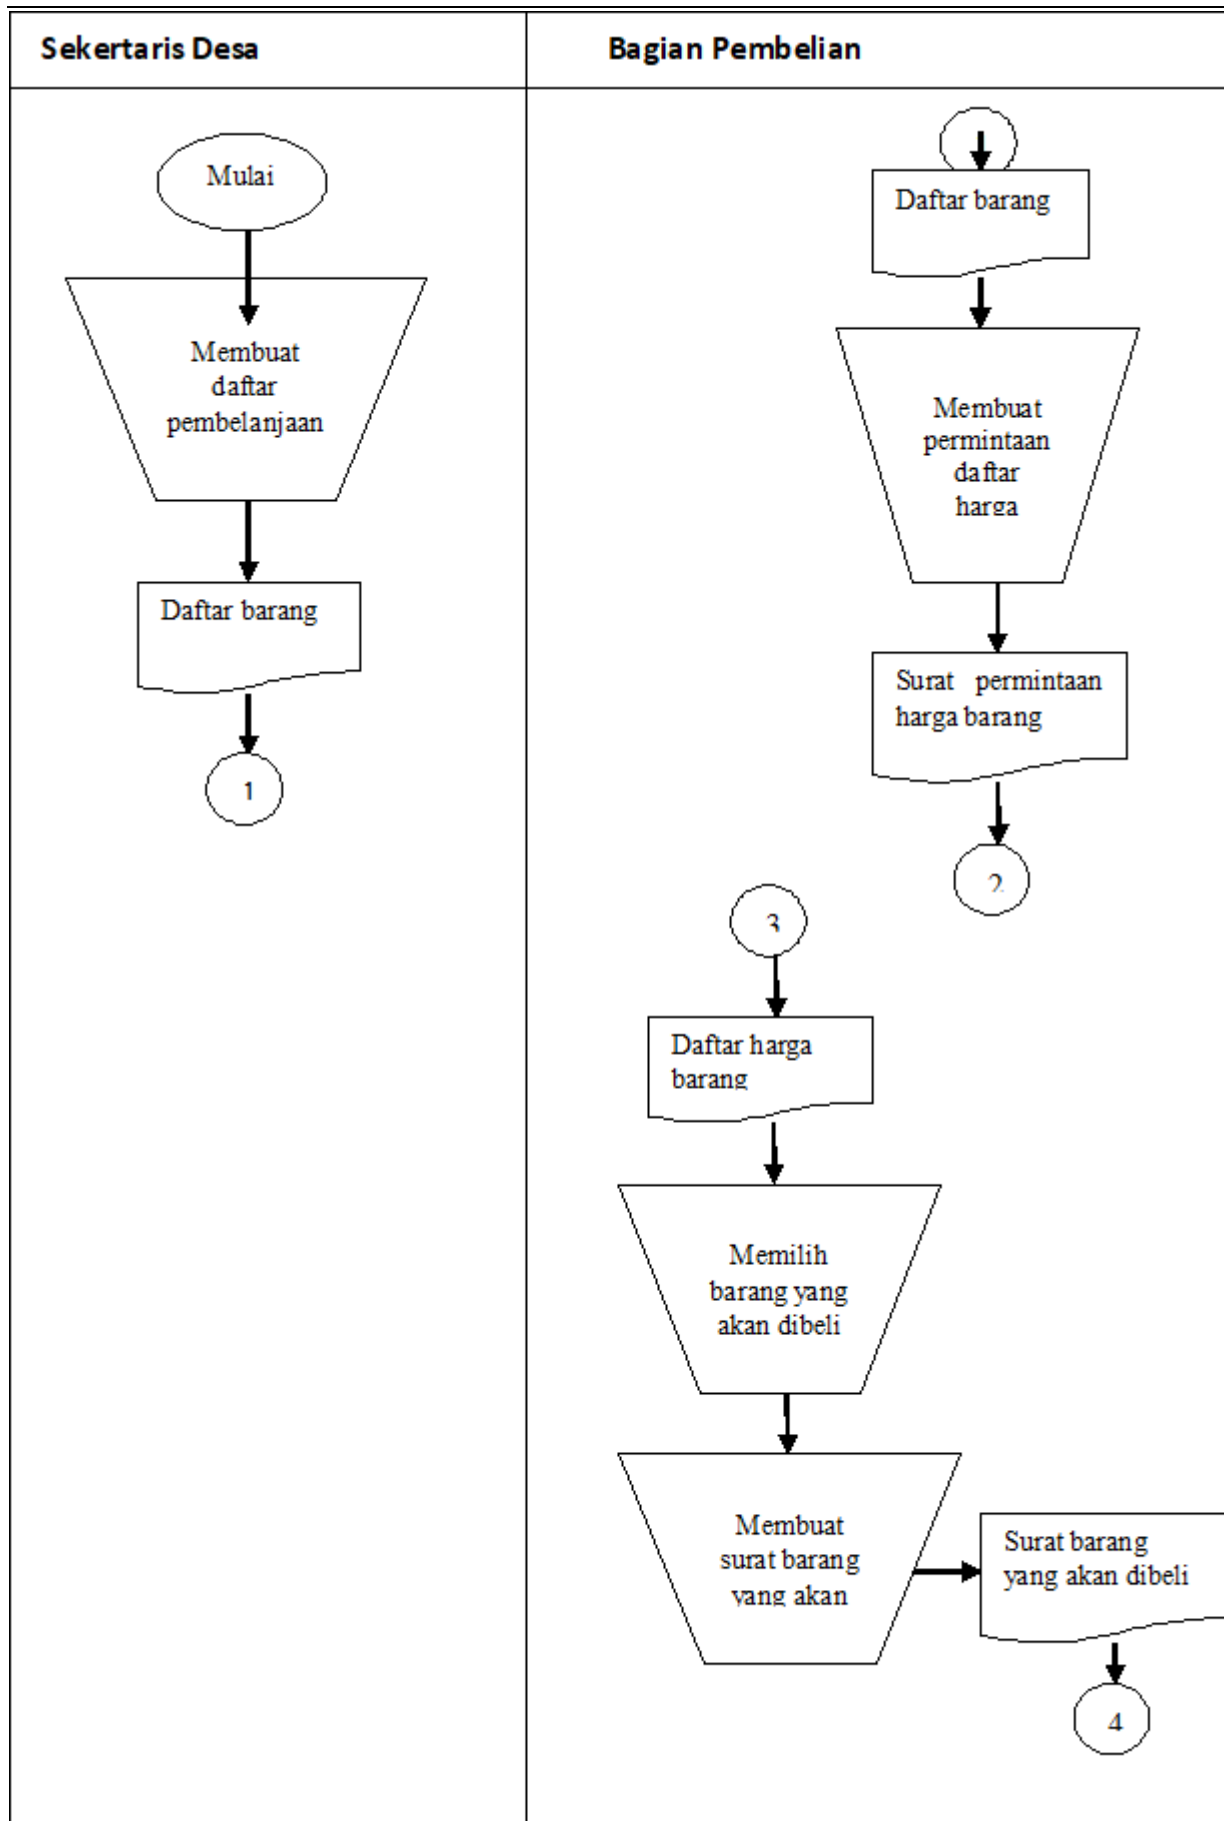 Sekertaris Desa
Bagian Pembelian
Mulai
Membuat
daftar
pembelanjaan
Daftar barang
1
Daftar barang
Membuat
permintaan
daftar
harga
Surat permintaan
harga barang
2
3
Daftar harga
barang
Memilih
barang yang
akan dibeli
Membuat
surat barang
yang akan
Surat barang
yang akan dibeli
4